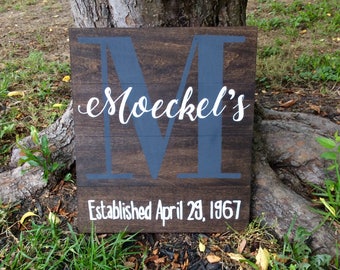 M
Moeckel's
Established April 29, 1967